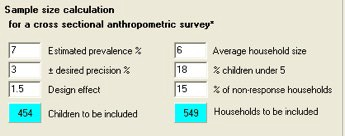 Sample size calculation
for a cross sectional anthropometric survey*
7 Estimated prevalence % 6 Average household size
3 ± desired precision % 18 % children under 5
1.5 Design effect 15 % of non-response households
454 Children to be included 549 Households to be included